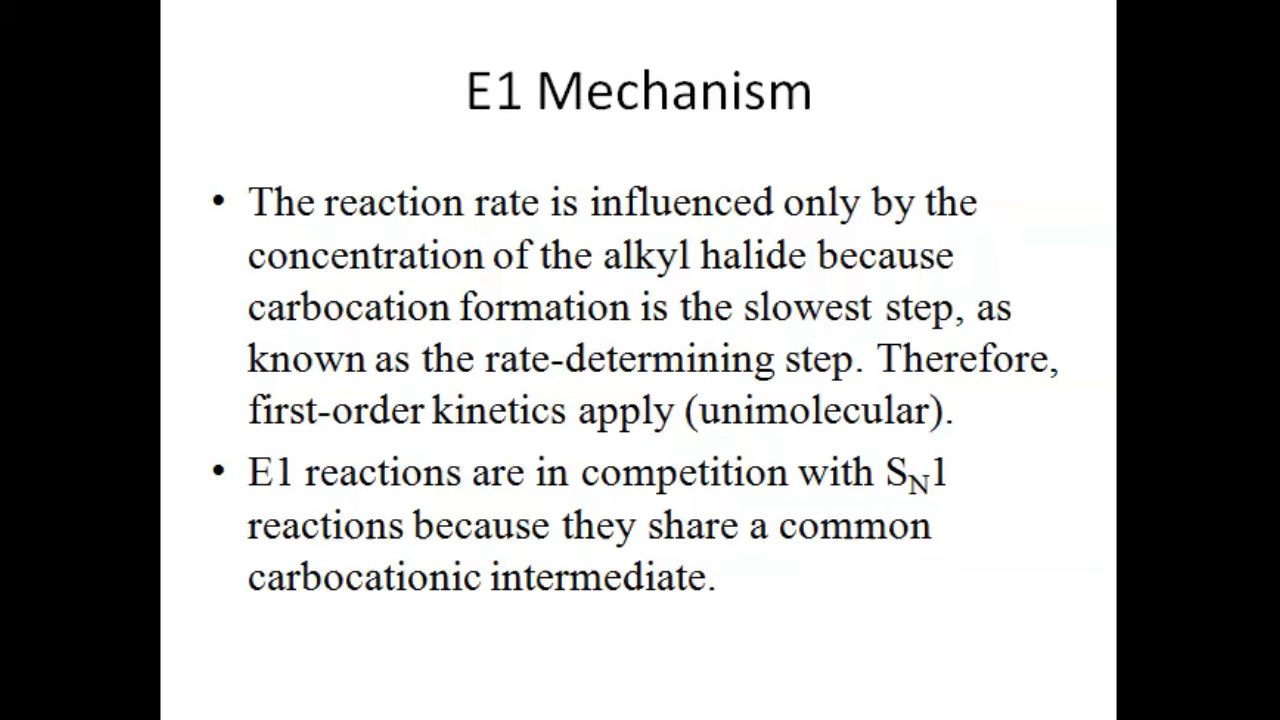 E1 Mechanism
• The reaction rate is influenced only by the
concentration of the alkyl halide because
carbocation formation is the slowest step, as
known as the rate-determining step. Therefore,
first-order kinetics apply (unimolecular).
• E1 reactions are in competition with SN1
reactions because they share a common
carbocationic intermediate.